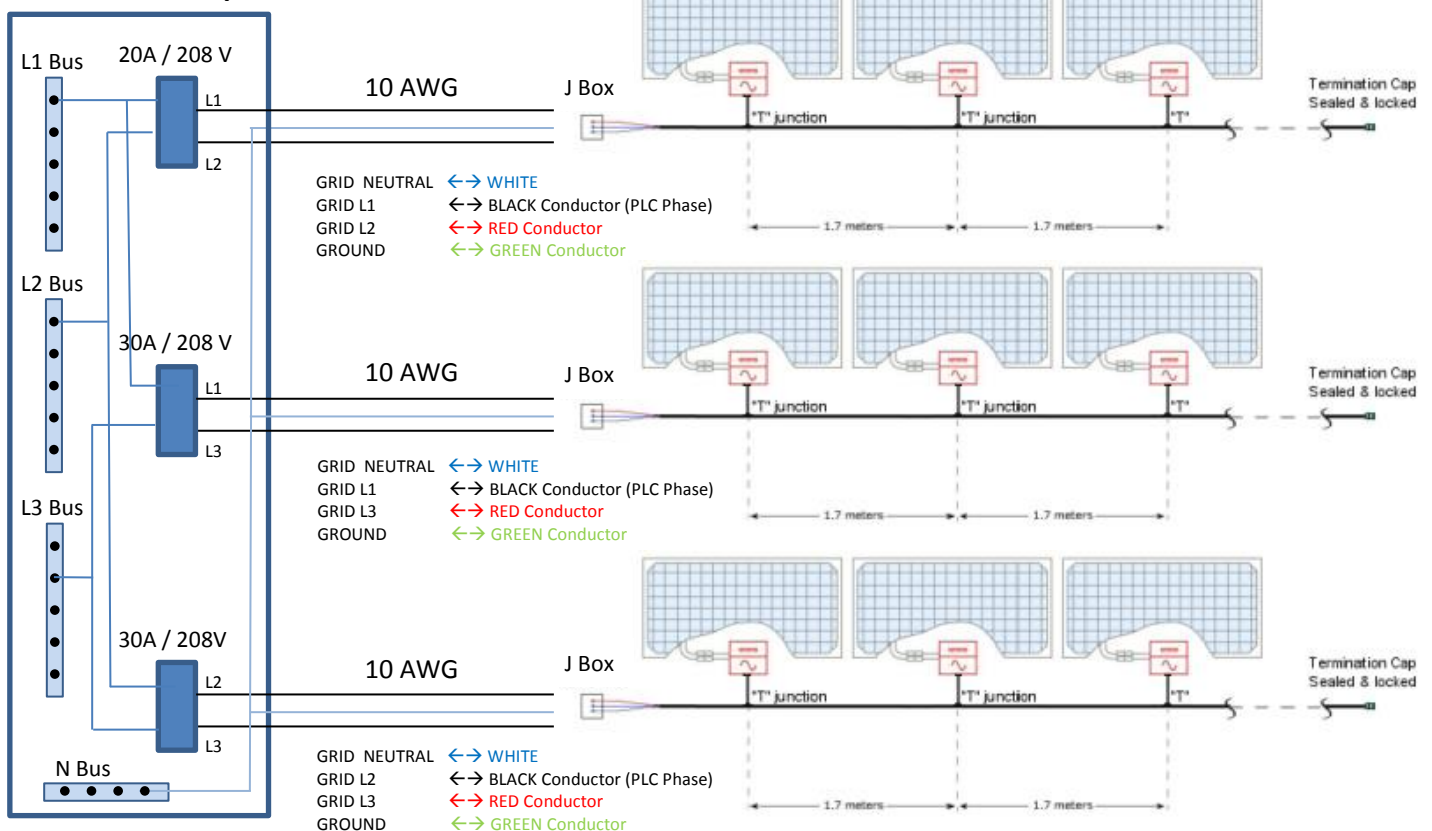 L1 Bus
20A / 208 V
L1
L2
10 AWG
J Box
"T" junction
"T" junction
"T"
Termination Cap
Sealed & locked
GRID NEUTRAL ←→ WHITE
GRID L1 ←→ BLACK Conductor (PLC Phase)
GRID L2 ←→ RED Conductor
GROUND ←→ GREEN Conductor
1.7 meters
1.7 meters
L2 Bus
30A / 208 V
L1
L3
10 AWG
J Box
"T" junction
"T" junction
"T"
Termination Cap
Sealed & locked
GRID NEUTRAL ←→ WHITE
GRID L1 ←→ BLACK Conductor (PLC Phase)
GRID L3 ←→ RED Conductor
GROUND ←→ GREEN Conductor
1.7 meters
1.7 meters
L3 Bus
30A / 208V
L2
L3
10 AWG
J Box
"T" junction
"T" junction
"T"
Termination Cap
Sealed & locked
N Bus
GRID NEUTRAL ←→ WHITE
GRID L2 ←→ BLACK Conductor (PLC Phase)
GRID L3 ←→ RED Conductor
GROUND ←→ GREEN Conductor
1.7 meters
1.7 meters